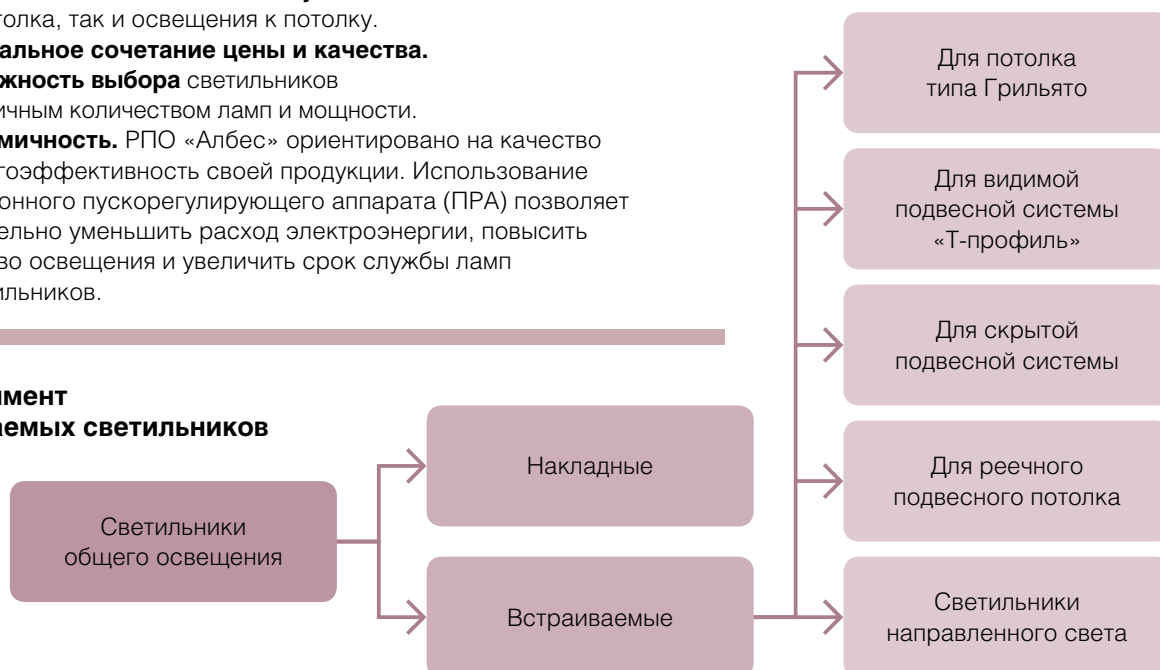 толка, так и освещения к потолку.
альное сочетание цены и качества.
жность выбора светильников
ичным количеством ламп и мощности.
мичность. РПО «Албес» ориентировано на качество
гоэффективность своей продукции. Использование
онного пускорегулирующего аппарата (ПРА) позволяет
ельно уменьшить расход электроэнергии, повысить
во освещения и увеличить срок службы ламп
ильников.
мент
аемых светильников
Светильники
общего освещения
Накладные
Встраиваемые
Для потолка
типа Грильято
Для видимой
подвесной системы
«Т-профиль»
Для скрытой
подвесной системы
Для реечного
подвесного потолка
Светильники
направленного света